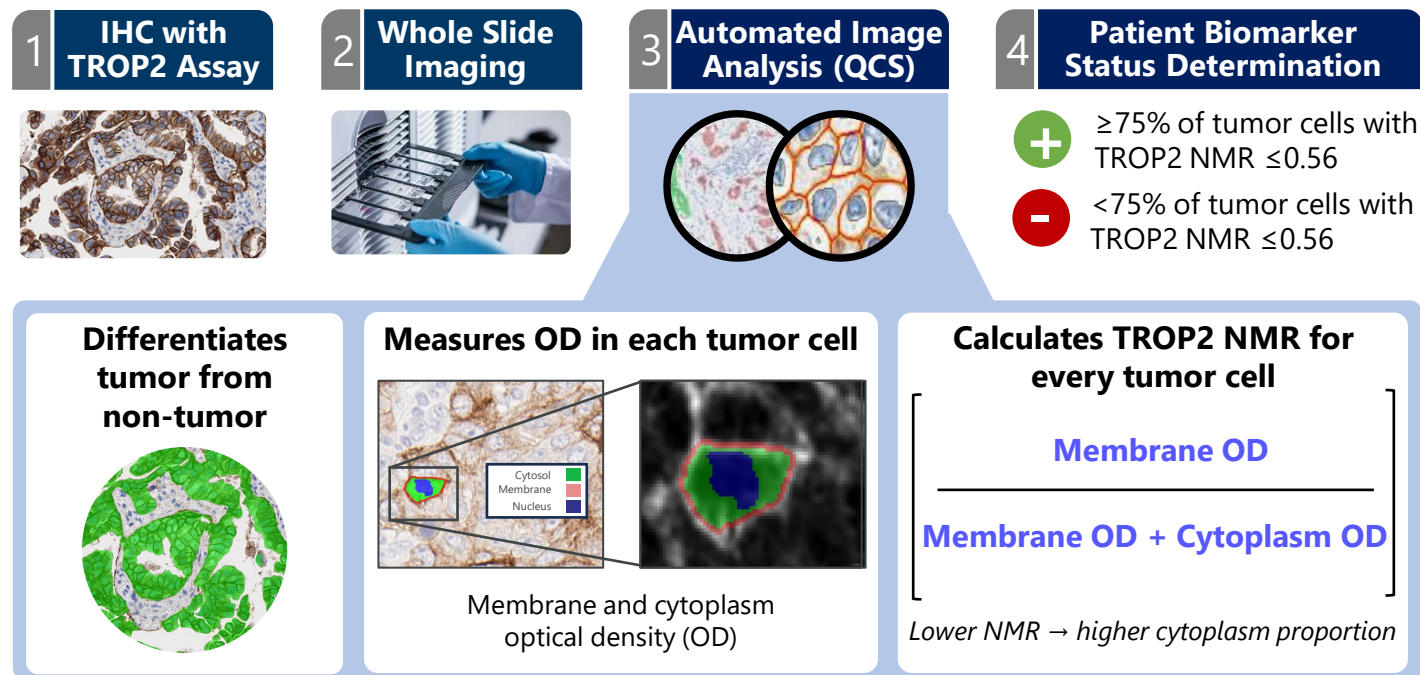 1
IHC with
TROP2 Assay
2
Whole Slide
Imaging
3
Automated Image
Analysis (QCS)
4
Patient Biomarker
Status Determination
+
≥75% of tumor cells with
TROP2 NMR ≤0.56
-
<75% of tumor cells with
TROP2 NMR ≤0.56
Differentiates
tumor from
non-tumor
Measures OD in each tumor cell
Cytosol
Membrane
Nucleus
Membrane and cytoplasm
optical density (OD)
Calculates TROP2 NMR for
every tumor cell
Membrane OD
Membrane OD + Cytoplasm OD
Lower NMR → higher cytoplasm proportion